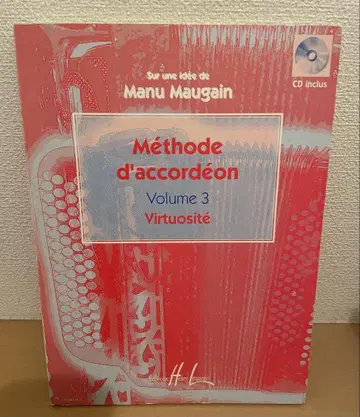 Sur une idée de
Manu Maugain
CD inclus
Méthode
d'accordéon
Volume 3
Virtuosité